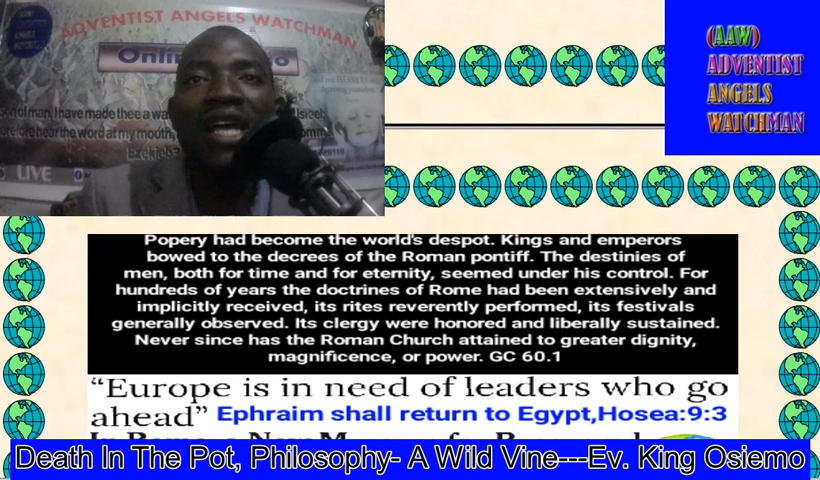 ADVENTIST ANGELS WATCHMAN
Online
LIVE
(AAW)
ADVENTIST
ANGELS
WATCHMAN
Popery had become the world's despot. Kings and emperors
bowed to the decrees of the Roman pontiff. The destinies of
men, both for time and for eternity, seemed under his control. For
hundreds of years the doctrines of Rome had been extensively and
implicitly received, its rites reverently performed, its festivals
generally observed. Its clergy were honored and liberally sustained.
Never since has the Roman Church attained to greater dignity,
magnificence, or power. GC 60.1
“Europe is in need of leaders who go
ahead” Ephraim shall return to Egypt,Hosea:9:3
Death In The Pot, Philosophy- A Wild Vine---Ev. King Osiemo